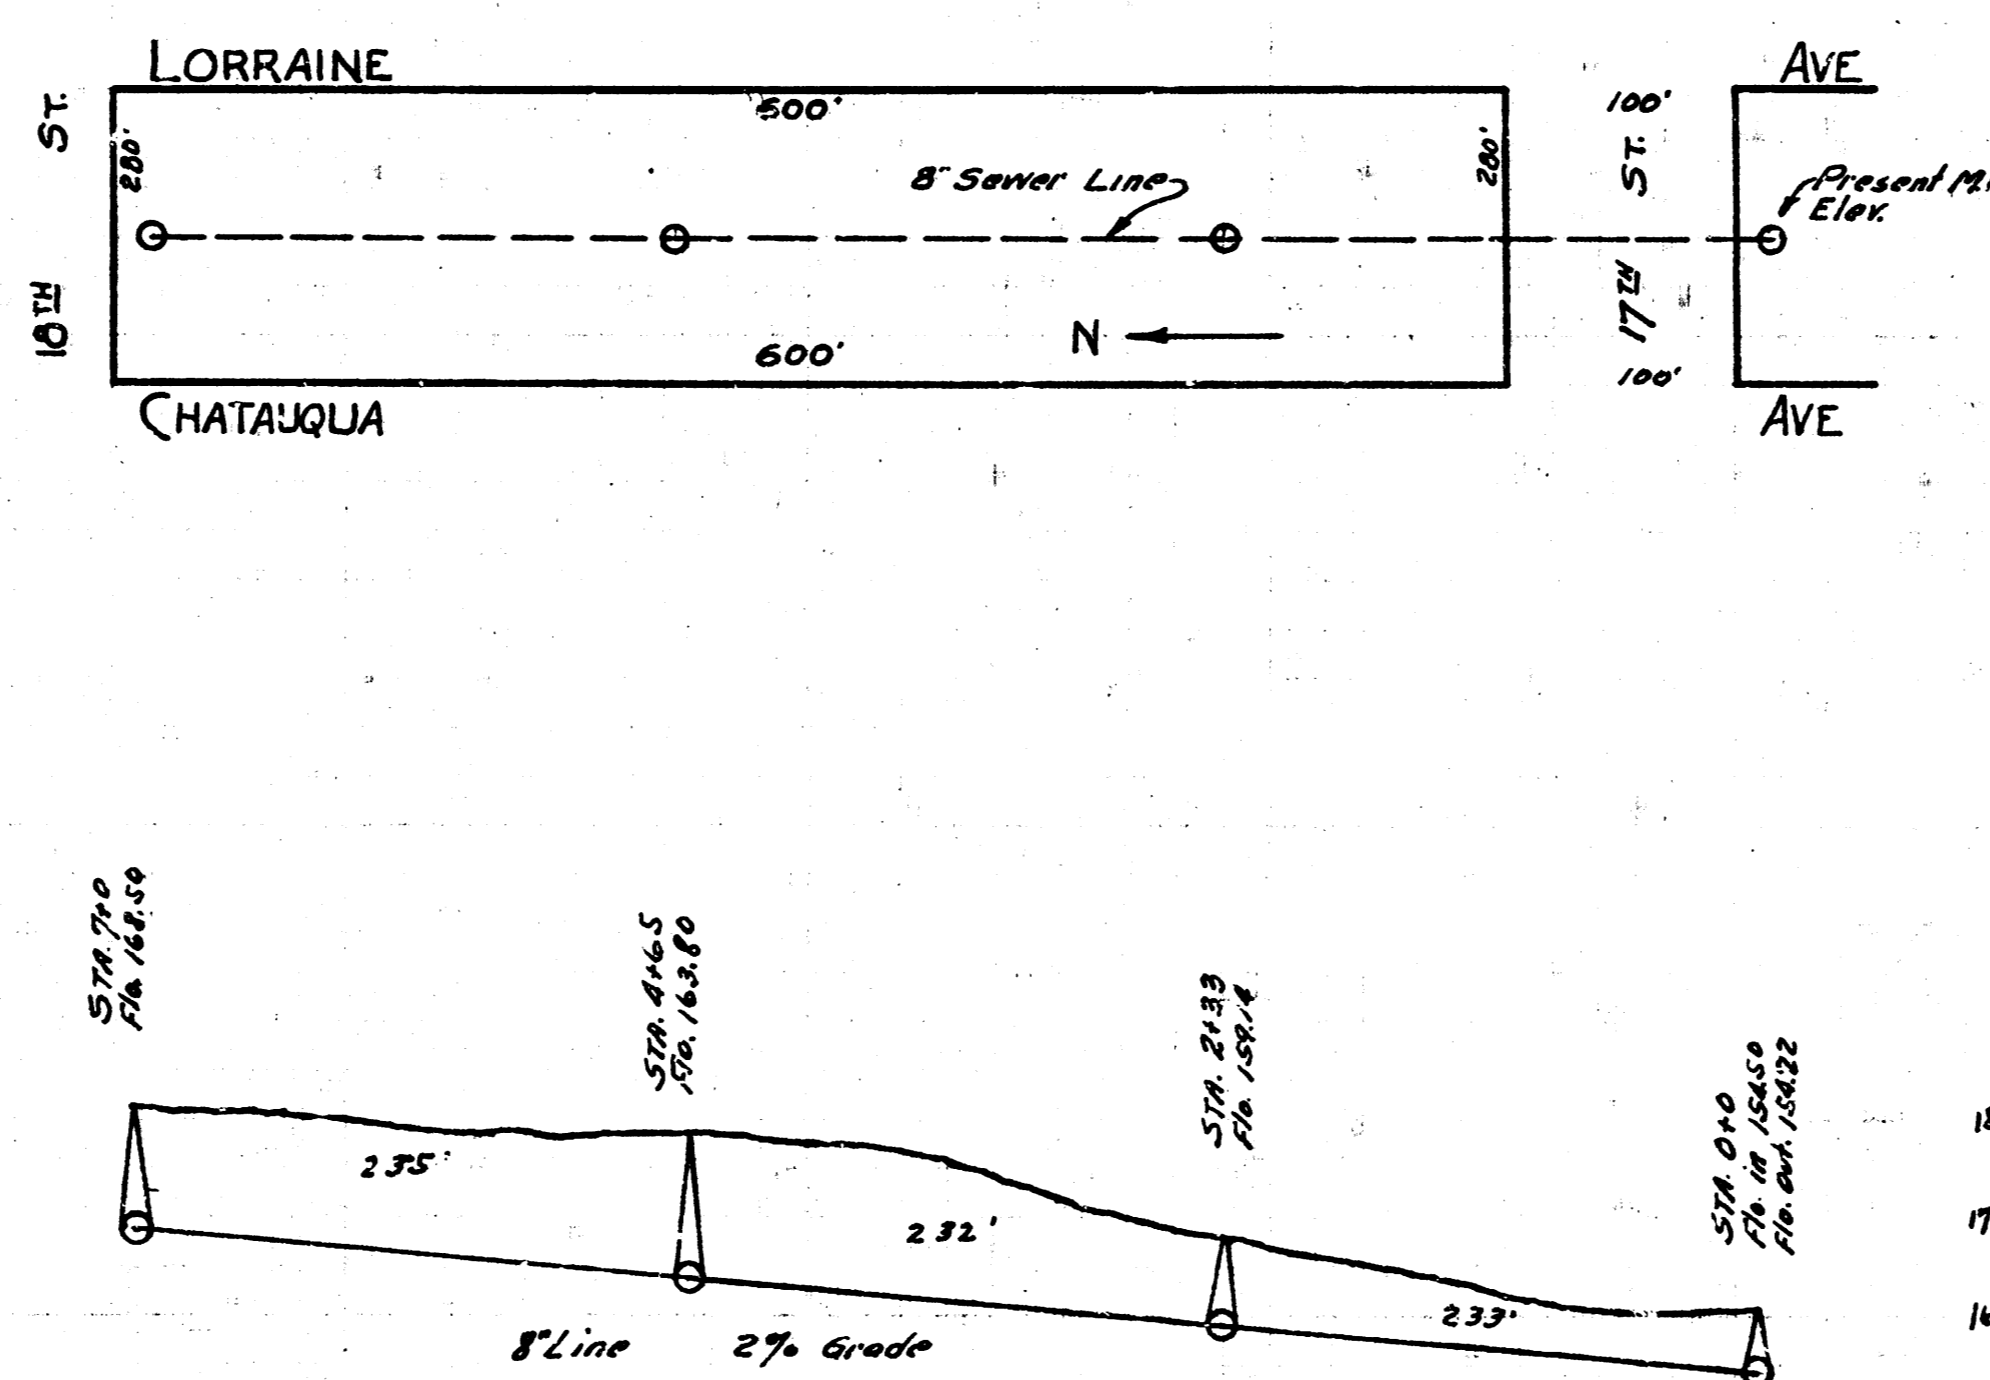 LORRAINE
AVE
ST.
18TH
280'
600'
280'
100'
ST.
17TH
8" Sewer Line
Present
Elev.
N
600'
100'
CHATAUQUA
AVE
STA. 7+0
Flo. 168.50
STA. 4+65
Flo. 163.80
STA. 2+33
Flo. 159.14
STA. 0+0
Flo. in 154.50
Flo. out. 154.22
235'
232'
233'
8" Line 2% Grade